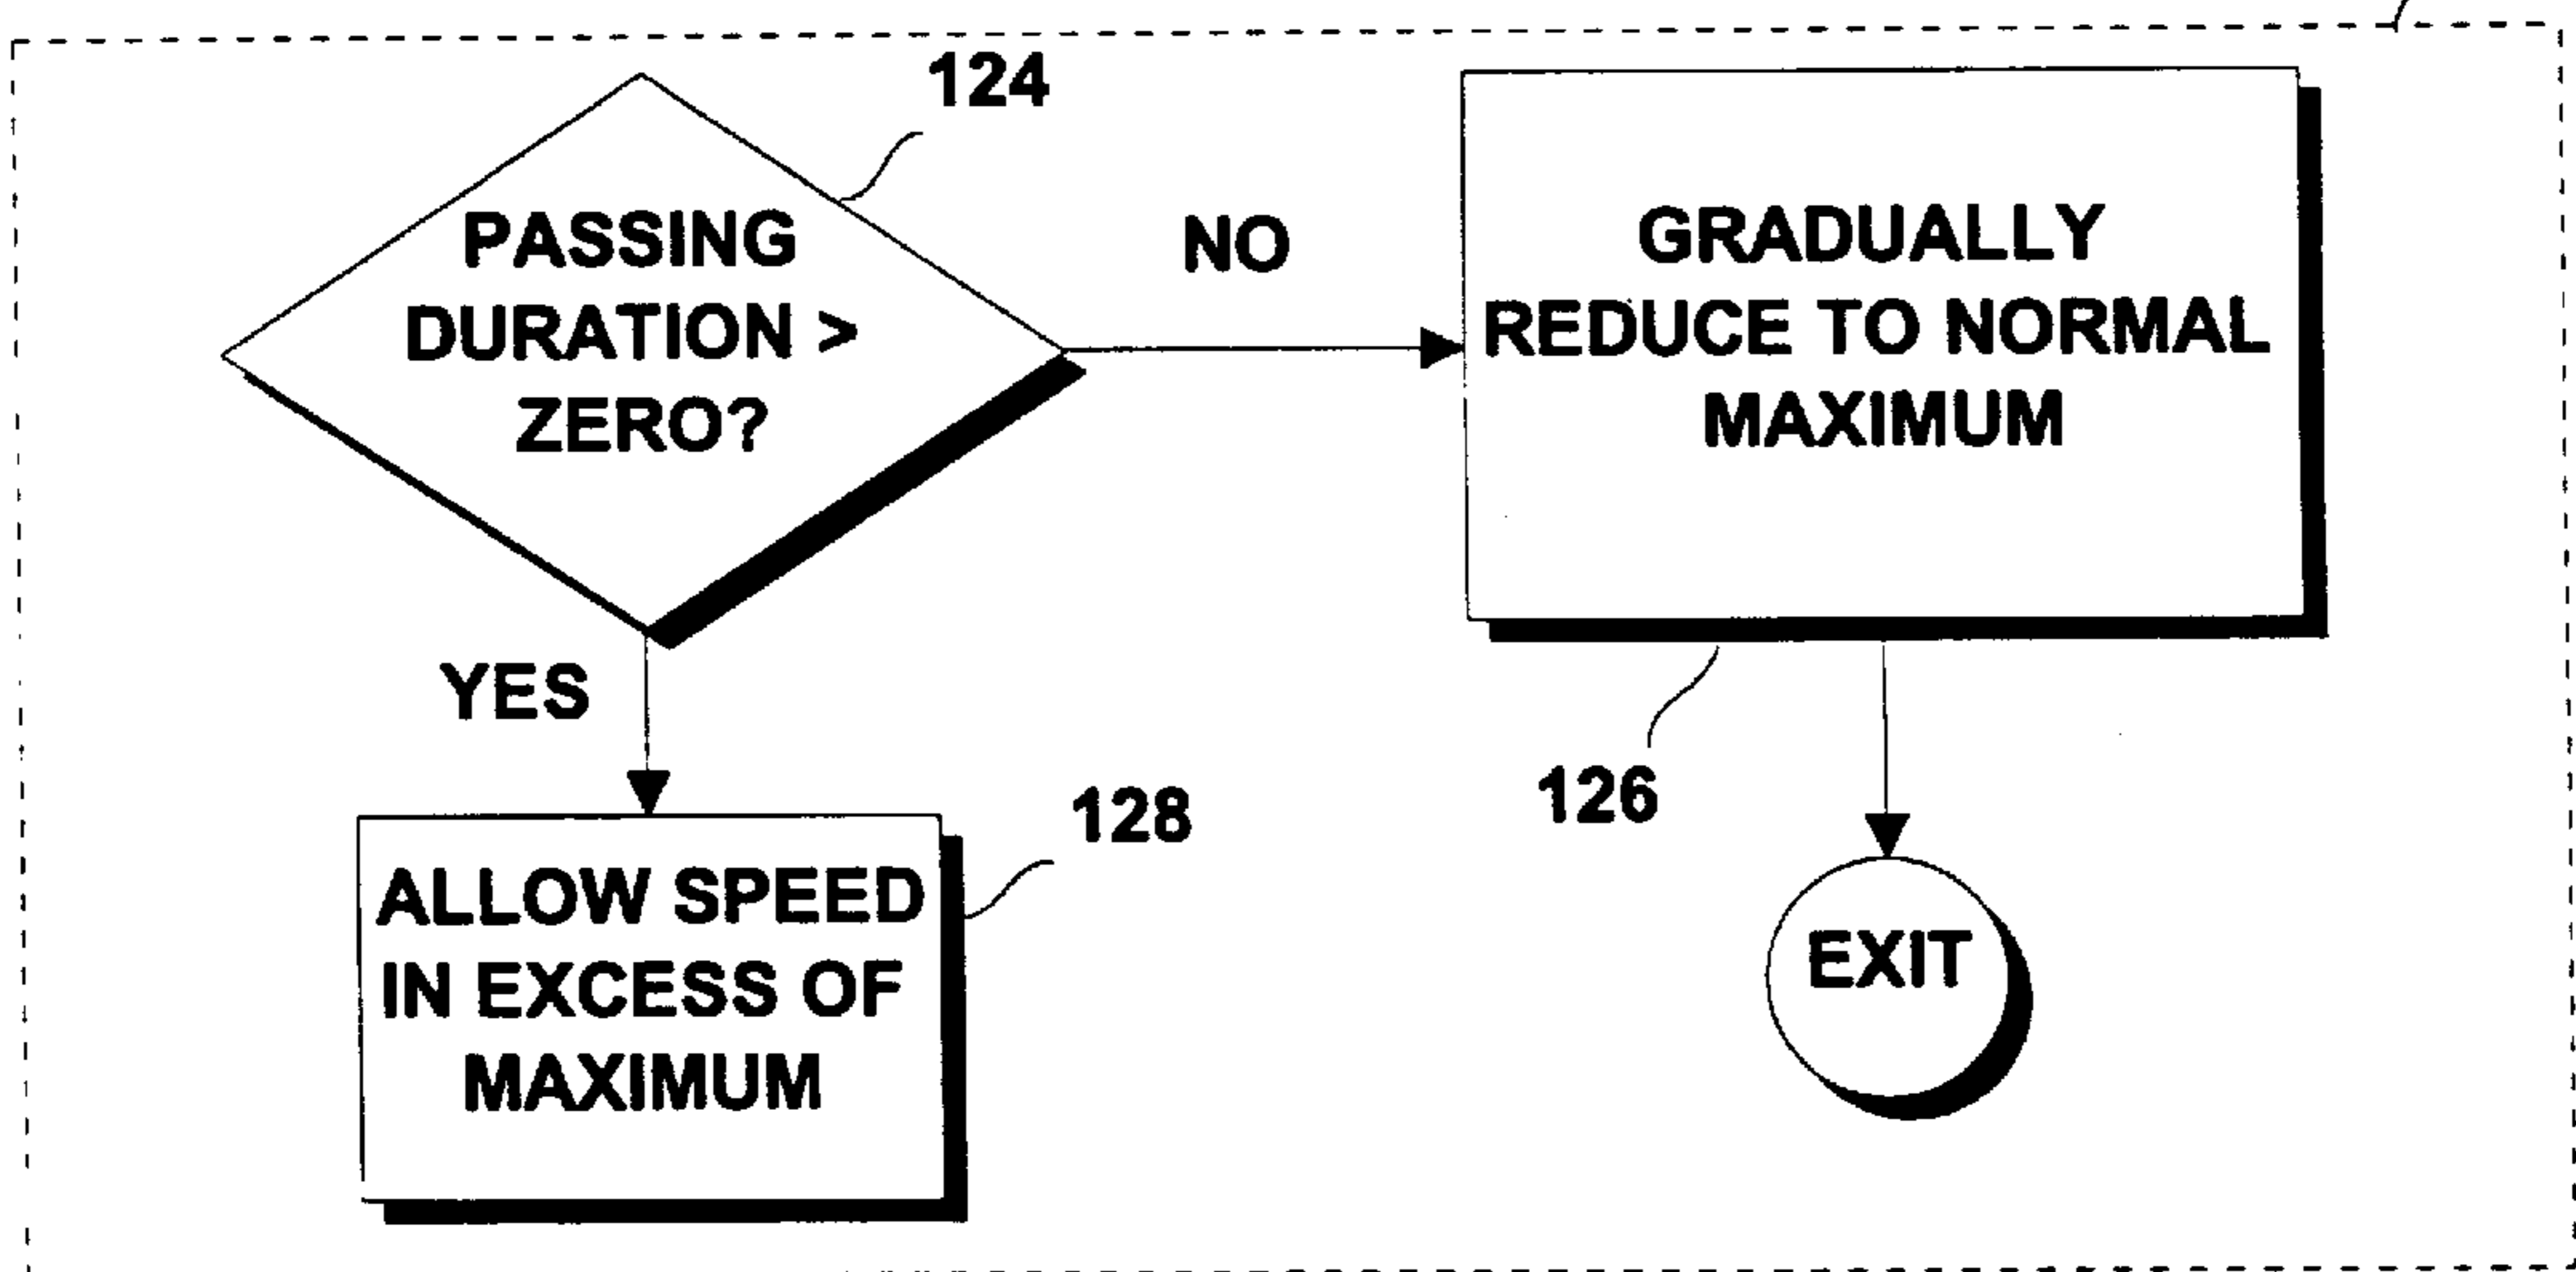 124
PASSING
DURATION >
ZERO?
NO
GRADUALLY
REDUCE TO NORMAL
MAXIMUM
YES
126
128
ALLOW SPEED
IN EXCESS OF
MAXIMUM
EXIT